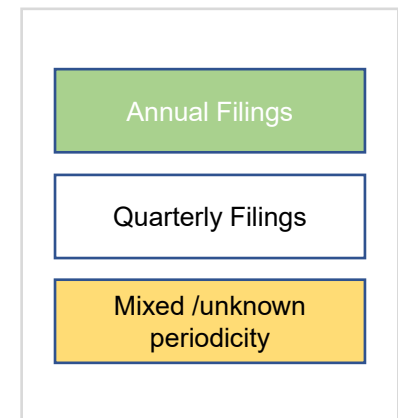 Annual Filings
Quarterly Filings
Mixed /unknown
periodicity